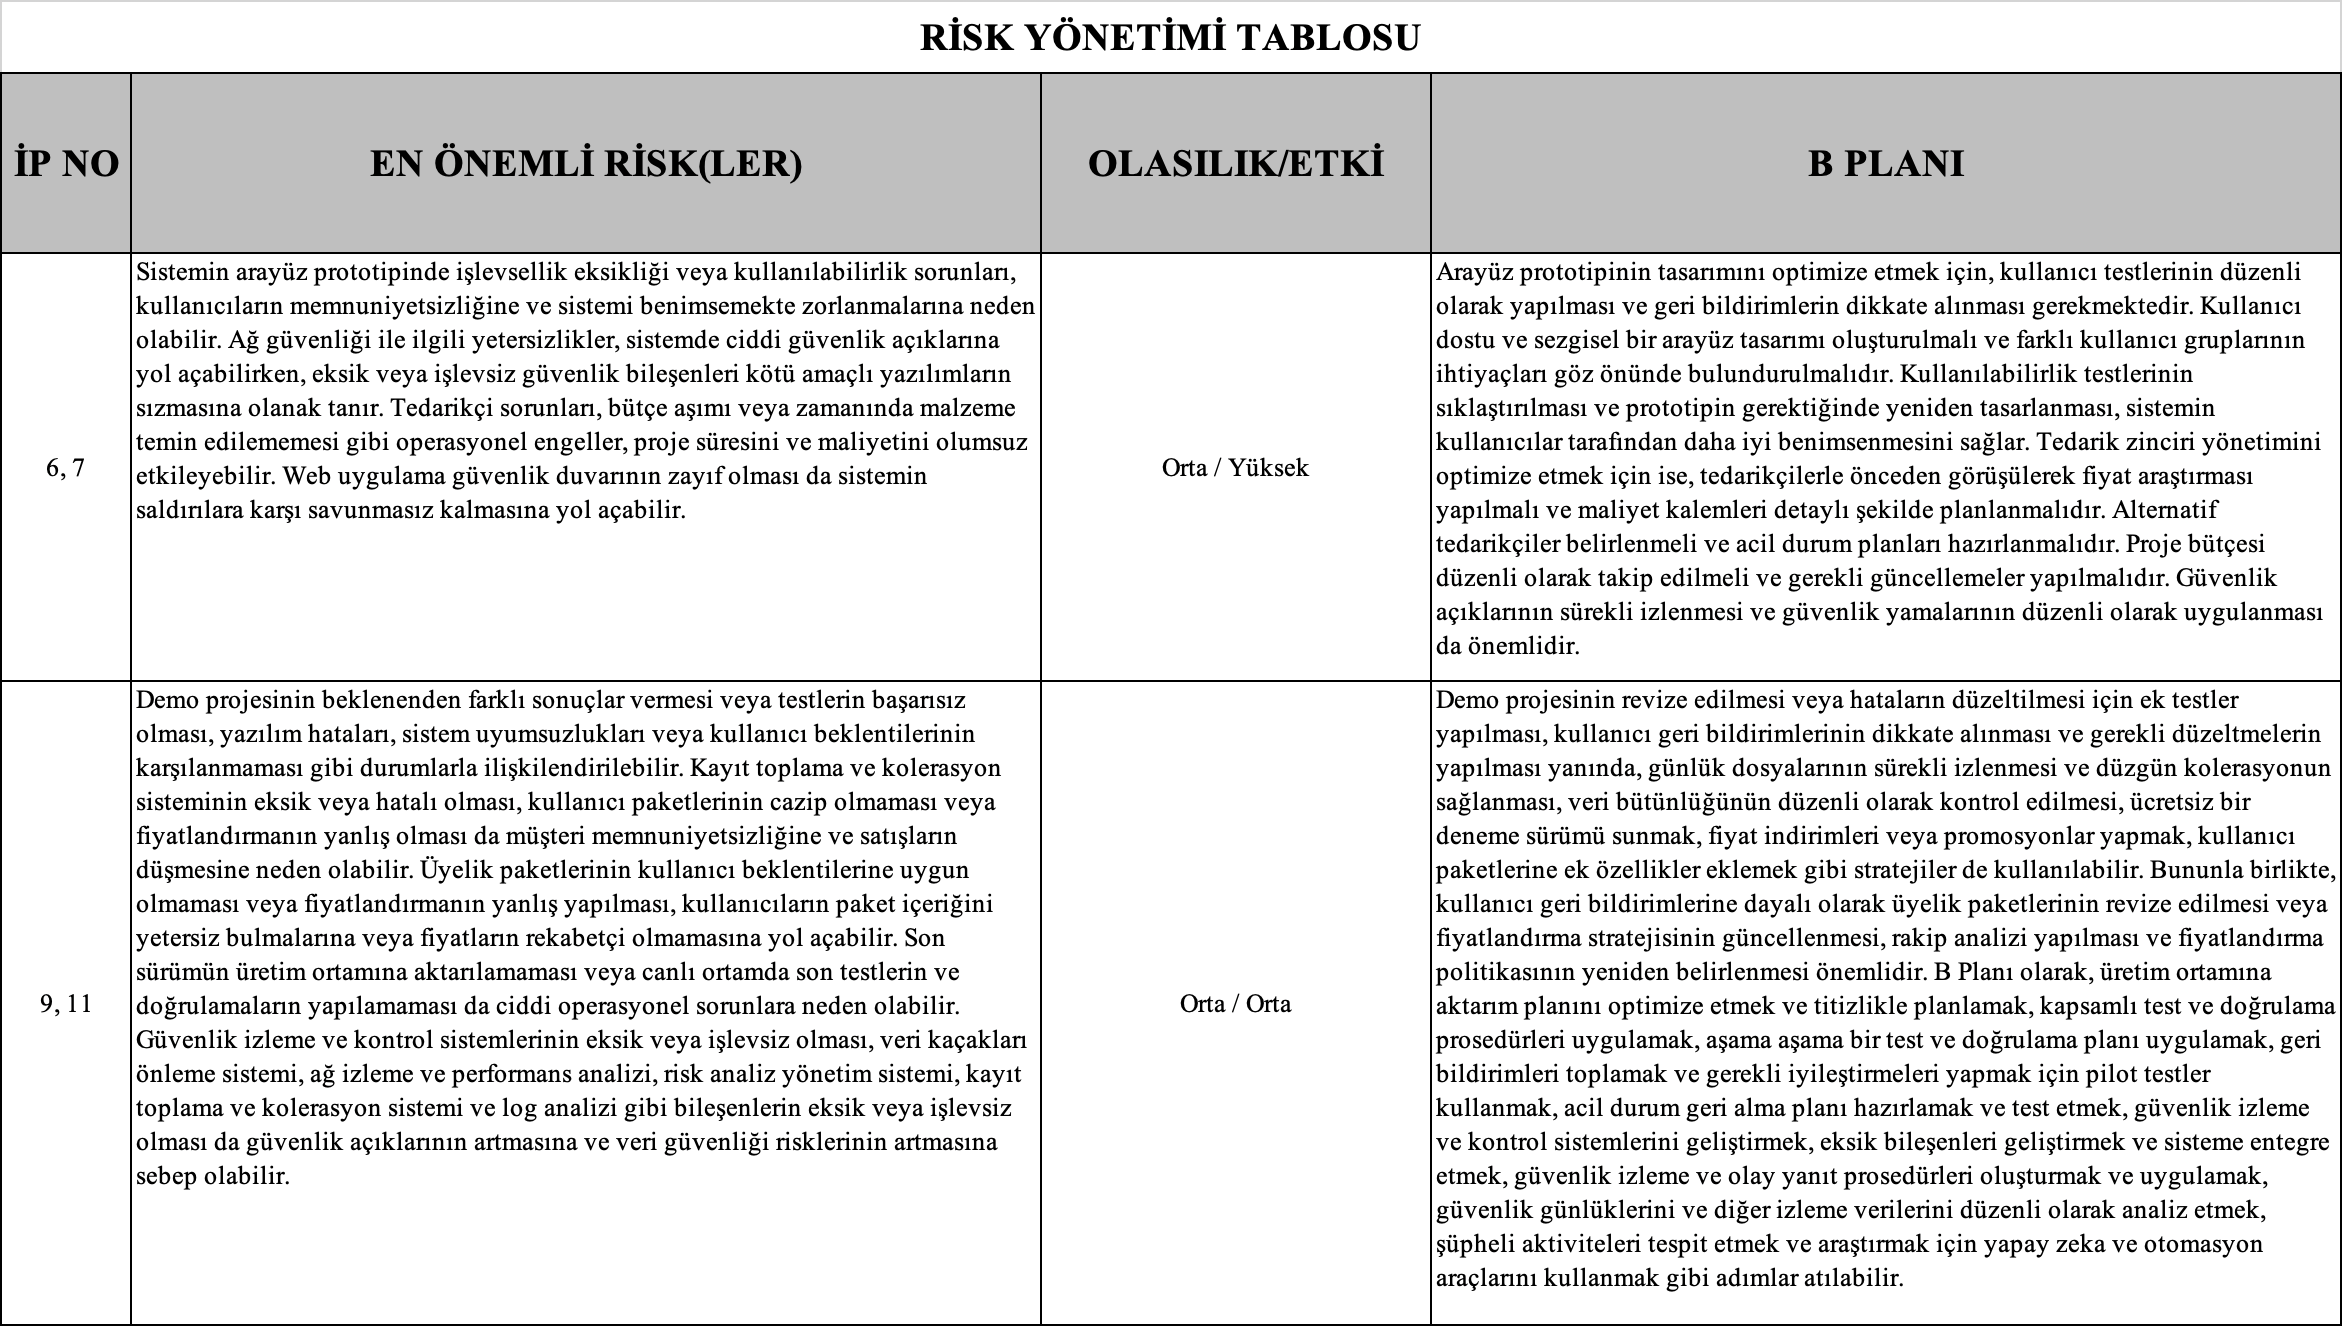 RİSK YÖNETİMİ TABLOSU
İP NO
EN ÖNEMLİ RİSK(LER)
OLASILIK/ETKİ
B PLANI
6, 7
Sistemin arayüz prototipinde işlevsellik eksikliği veya kullanılabilirlik sorunları,
kullanıcıların memnuniyetsizliğine ve sistemi benimsemekte zorlanmalarına neden
olabilir. Ağ güvenliği ile ilgili yetersizlikler, sistemde ciddi güvenlik açıklarına
yol açabilirken, eksik veya işlevsiz güvenlik bileşenleri kötü amaçlı yazılımların
sızmasına olanak tanır. Tedarikçi sorunları, bütçe aşımı veya zamanında malzeme
temin edilememesi gibi operasyonel engeller, proje süresini ve maliyetini olumsuz
etkileyebilir. Web uygulama güvenlik duvarının zayıf olması da sistemin
saldırılara karşı savunmasız kalmasına yol açabilir.
Orta / Yüksek
Arayüz prototipinin tasarımını optimize etmek için, kullanıcı testlerinin düzenli
olarak yapılması ve geri bildirimlerin dikkate alınması gerekmektedir. Kullanıcı
dostu ve sezgisel bir arayüz tasarımı oluşturulmalı ve farklı kullanıcı gruplarının
ihtiyaçları göz önünde bulundurulmalıdır. Kullanılabilirlik testlerinin
sıklaştırılması ve prototipin gerektiğinde yeniden tasarlanması, sistemin
kullanıcılar tarafından daha iyi benimsenmesini sağlar. Tedarik zinciri yönetimini
optimize etmek için ise, tedarikçilerle önceden görüşülerek fiyat araştırması
yapılmalı ve maliyet kalemleri detaylı şekilde planlanmalıdır. Alternatif
tedarikçiler belirlenmeli ve acil durum planları hazırlanmalıdır. Proje bütçesi
düzenli olarak takip edilmeli ve gerekli güncellemeler yapılmalıdır. Güvenlik
açıklarının sürekli izlenmesi ve güvenlik yamalarının düzenli olarak uygulanması
da önemlidir.
9, 11
Demo projesinin beklenenden farklı sonuçlar vermesi veya testlerin başarısız
olması, yazılım hataları, sistem uyumsuzlukları veya kullanıcı beklentilerinin
karşılanmaması gibi durumlarla ilişkilendirilebilir. Kayıt toplama ve kolerasyon
sisteminin eksik veya hatalı olması, kullanıcı paketlerinin cazip olmaması veya
fiyatlandırmanın yanlış olması da müşteri memnuniyetsizliğine ve satışların
düşmesine neden olabilir. Üyelik paketlerinin kullanıcı beklentilerine uygun
olmaması veya fiyatlandırmanın yanlış yapılması, kullanıcıların paket içeriğini
yetersiz bulmalarına veya fiyatların rekabetçi olmamasına yol açabilir. Son
sürümün üretim ortamına aktarılamaması veya canlı ortamda son testlerin ve
doğrulamaların yapılamaması da ciddi operasyonel sorunlara neden olabilir.
Güvenlik izleme ve kontrol sistemlerinin eksik veya işlevsiz olması, veri kaçakları
önleme sistemi, ağ izleme ve performans analizi, risk analiz yönetim sistemi, kayıt
toplama ve kolerasyon sistemi ve log analizi gibi bileşenlerin eksik veya işlevsiz
olması da güvenlik açıklarının artmasına ve veri güvenliği risklerinin artmasına
sebep olabilir.
Orta / Orta
Demo projesinin revize edilmesi veya hataların düzeltilmesi için ek testler
yapılması, kullanıcı geri bildirimlerinin dikkate alınması ve gerekli düzeltmelerin
yapılması yanında, günlük dosyalarının sürekli izlenmesi ve düzgün kolerasyonun
sağlanması, veri bütünlüğünün düzenli olarak kontrol edilmesi, ücretsiz bir
deneme sürümü sunmak, fiyat indirimleri veya promosyonlar yapmak, kullanıcı
paketlerine ek özellikler eklemek gibi stratejiler de kullanılabilir. Bununla birlikte,
kullanıcı geri bildirimlerine dayalı olarak üyelik paketlerinin revize edilmesi veya
fiyatlandırma stratejisinin güncellenmesi, rakip analizi yapılması ve fiyatlandırma
politikasının yeniden belirlenmesi önemlidir. B Planı olarak, üretim ortamına
aktarım planını optimize etmek ve titizlikle planlamak, kapsamlı test ve doğrulama
prosedürleri uygulamak, aşama aşama bir test ve doğrulama planı uygulamak, geri
bildirimleri toplamak ve gerekli iyileştirmeleri yapmak için pilot testler
kullanmak, acil durum geri alma planı hazırlamak ve test etmek, güvenlik izleme
ve kontrol sistemlerini geliştirmek, eksik bileşenleri geliştirmek ve sisteme entegre
etmek, güvenlik izleme ve olay yanıt prosedürleri oluşturmak ve uygulamak,
güvenlik günlüklerini ve diğer izleme verilerini düzenli olarak analiz etmek,
şüpheli aktiviteleri tespit etmek ve araştırmak için yapay zeka ve otomasyon
araçlarını kullanmak gibi adımlar atılabilir.